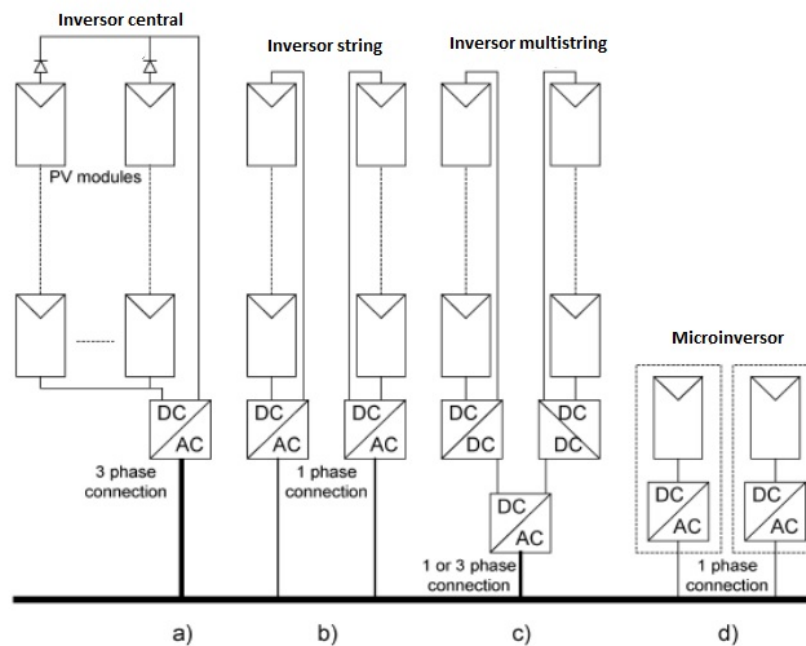 Inversor central
Inversor string
Inversor multistring
PV modules
Microinversor
DC
AC
DC
AC
DC
AC
DC
DC
DC
DC
DC
AC
DC
AC
DC
AC
3 phase
connection
1 phase
connection
1 or 3 phase
connection
1 phase
connection
a)
b)
c)
d)